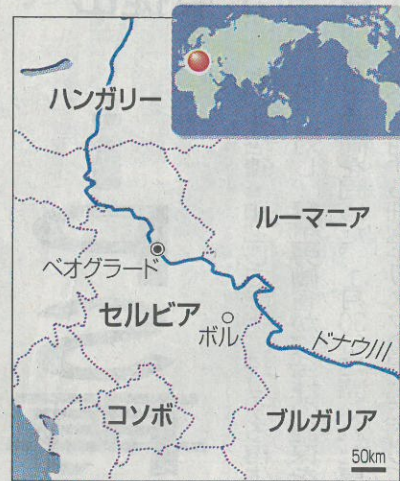 ハンガリー
ルーマニア
ベオグラード
セルビア
ボル
ドナウ川
コソボ
ブルガリア
50km